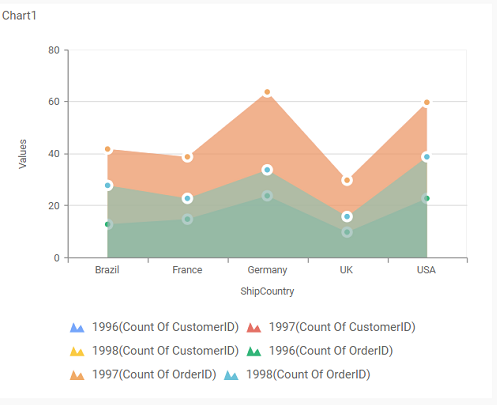 Chart1
80
60
40
20
0
Values
Brazil France Germany UK USA
ShipCountry
1996(Count Of CustomerID) 1997(Count Of CustomerID)
1998(Count Of CustomerID) 1996(Count Of OrderID)
1997(Count Of OrderID) 1998(Count Of OrderID)